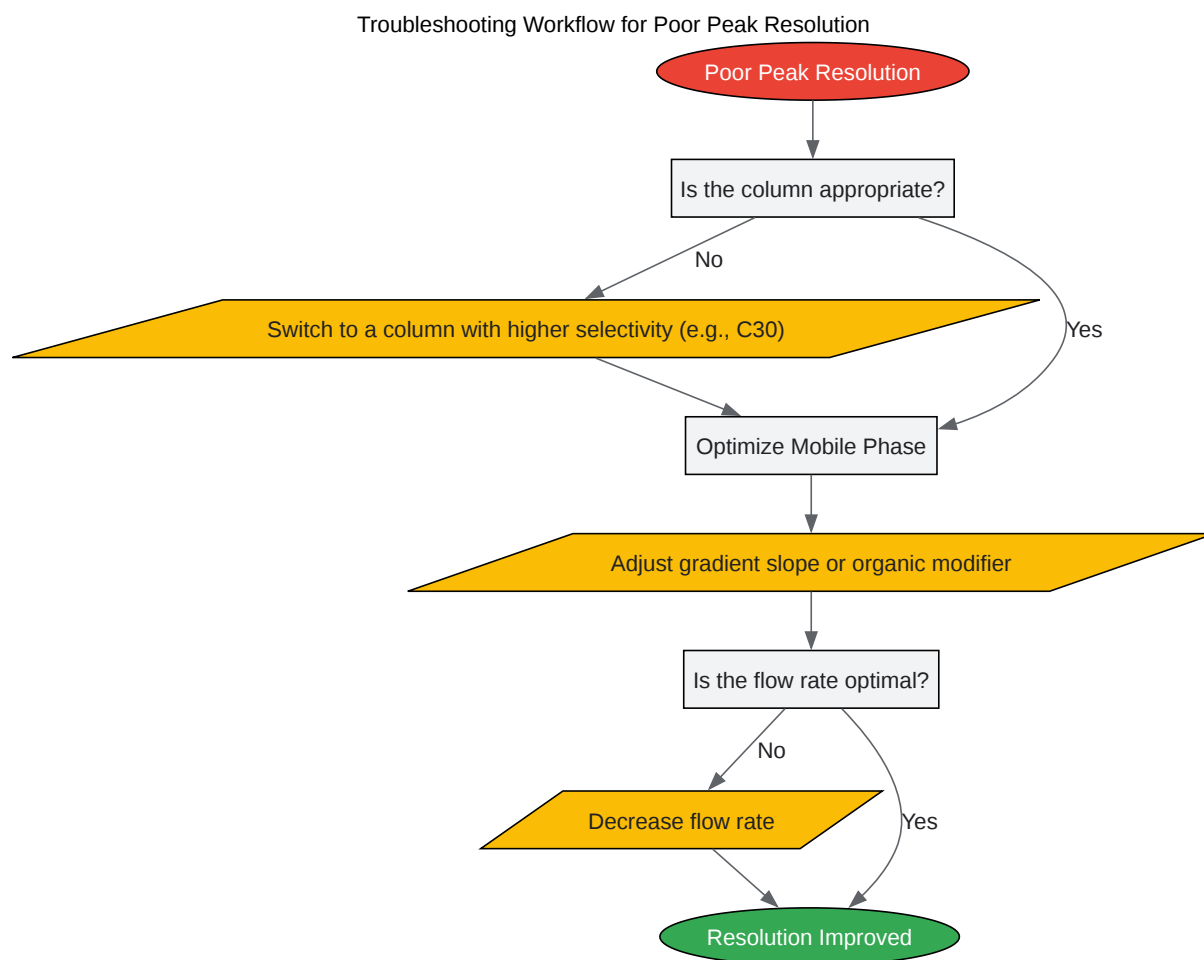 Troubleshooting Workflow for Poor Peak Resolution
Poor Peak Resolution
Is the column appropriate?
No
Switch to a column with higher selectivity (e.g., C30)
Yes
Optimize Mobile Phase
Adjust gradient slope or organic modifier
Is the flow rate optimal?
No
Decrease flow rate
Yes
Resolution Improved